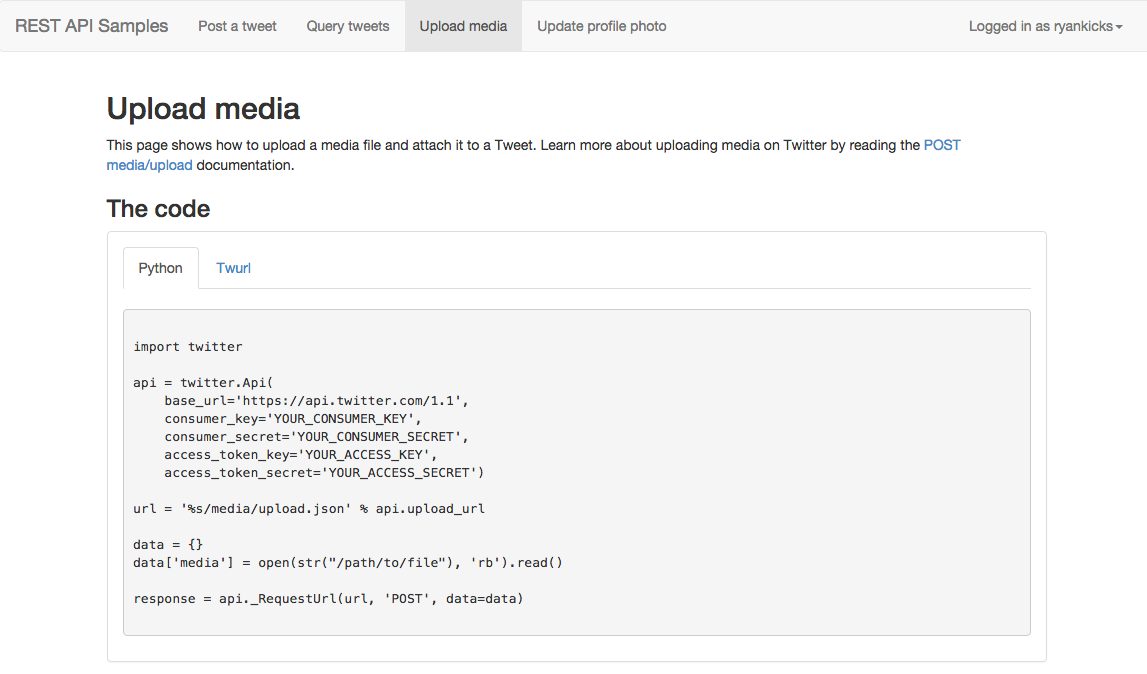 REST API Samples Post a tweet Query tweets Upload media Update profile photo Logged in as ryankicks
Upload media
This page shows how to upload a media file and attach it to a Tweet. Learn more about uploading media on Twitter by reading the POST
media/upload documentation.
The code
Python Twurl
import twitter
api = twitter.Api(
    base_url='https://api.twitter.com/1.1',
    consumer_key='YOUR_CONSUMER_KEY',
    consumer_secret='YOUR_CONSUMER_SECRET',
    access_token_key='YOUR_ACCESS_KEY',
    access_token_secret='YOUR_ACCESS_SECRET')
url = '%s/media/upload.json' % api.upload_url
data = {}
data['media'] = open(str("/path/to/file"), 'rb').read()
response = api._RequestUrl(url, 'POST', data=data)